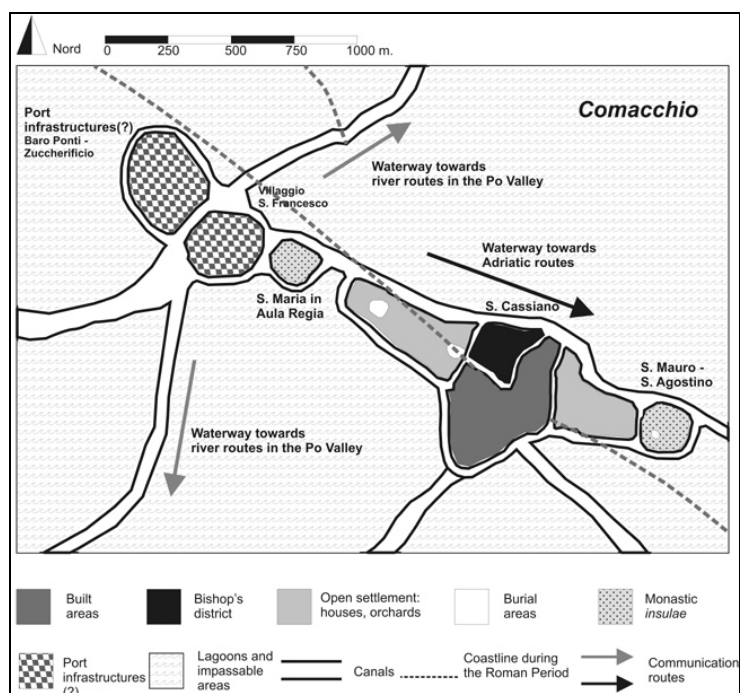 Nord
0 250 500 750 1000 m.
Comacchio
Port
infrastructures(?)
Baro Ponti -
Zuccherificio
Waterway towards
river routes in the Po Valley
Villaggio
S. Francesco
Waterway towards
Adriatic routes
S. Maria in
Aula Regia
S. Cassiano
S. Mauro -
S. Agostino
Waterway towards
river routes in the Po Valley
Built
areas
Bishop's
district
Open settlement:
houses, orchards
Burial
areas
Monastic
insulae
Port
infrastructures
(?)
Lagoons and
impassable
areas
Canals
Coastline during
the Roman Period
Communication
routes